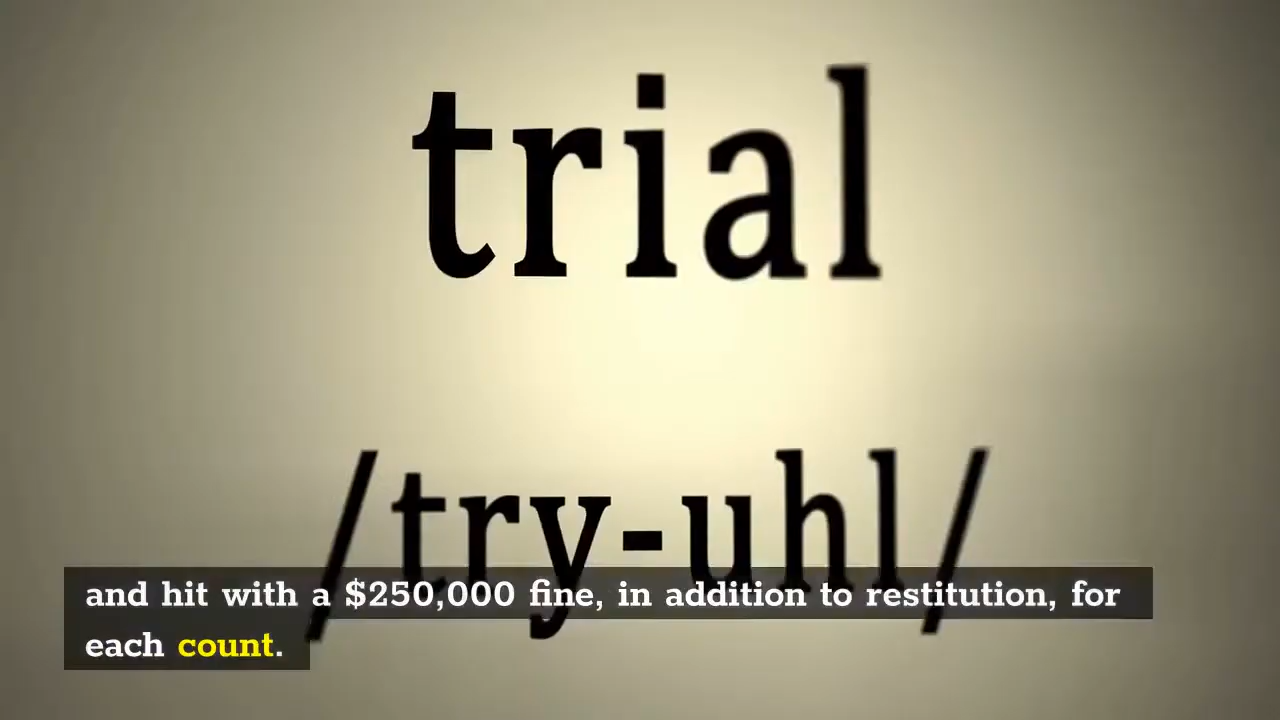 trial
/try-uhl/
and hit with a $250,000 fine, in addition to restitution, for
each count.